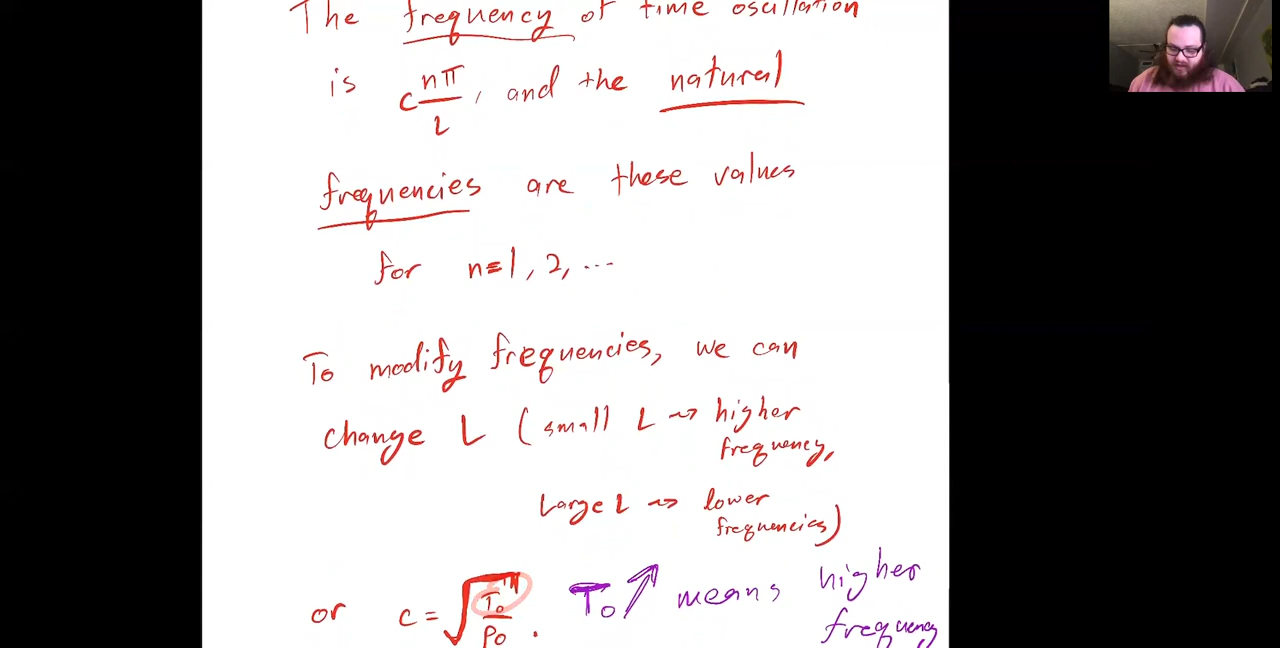 The frequency of time oscillation
is c nπ/L, and the natural
frequencies are these values
for n=1, 2, ...
To modify frequencies, we can
change L (small L ⇝ higher
frequency,
Large L ⇝ lower
frequencies)
or c = √(T₀/ρ₀). T₀↑ means higher
frequency